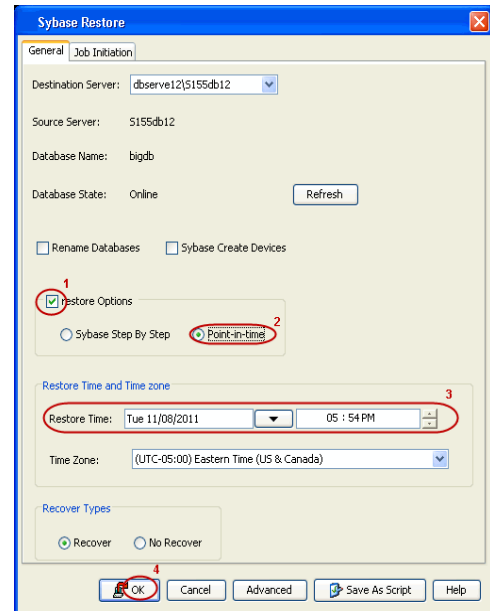 Sybase Restore
General Job Initiation
Destination Server: dbserve12\S155db12
Source Server: S155db12
Database Name: bigdb
Database State: Online Refresh
Rename Databases Sybase Create Devices
1
restore Options
2
Sybase Step By Step Point-in-time
Restore Time and Time zone
3
Restore Time: Tue 11/08/2011 05 : 54 PM
Time Zone: (UTC-05:00) Eastern Time (US & Canada)
Recover Types
Recover No Recover
4
OK Cancel Advanced Save As Script Help